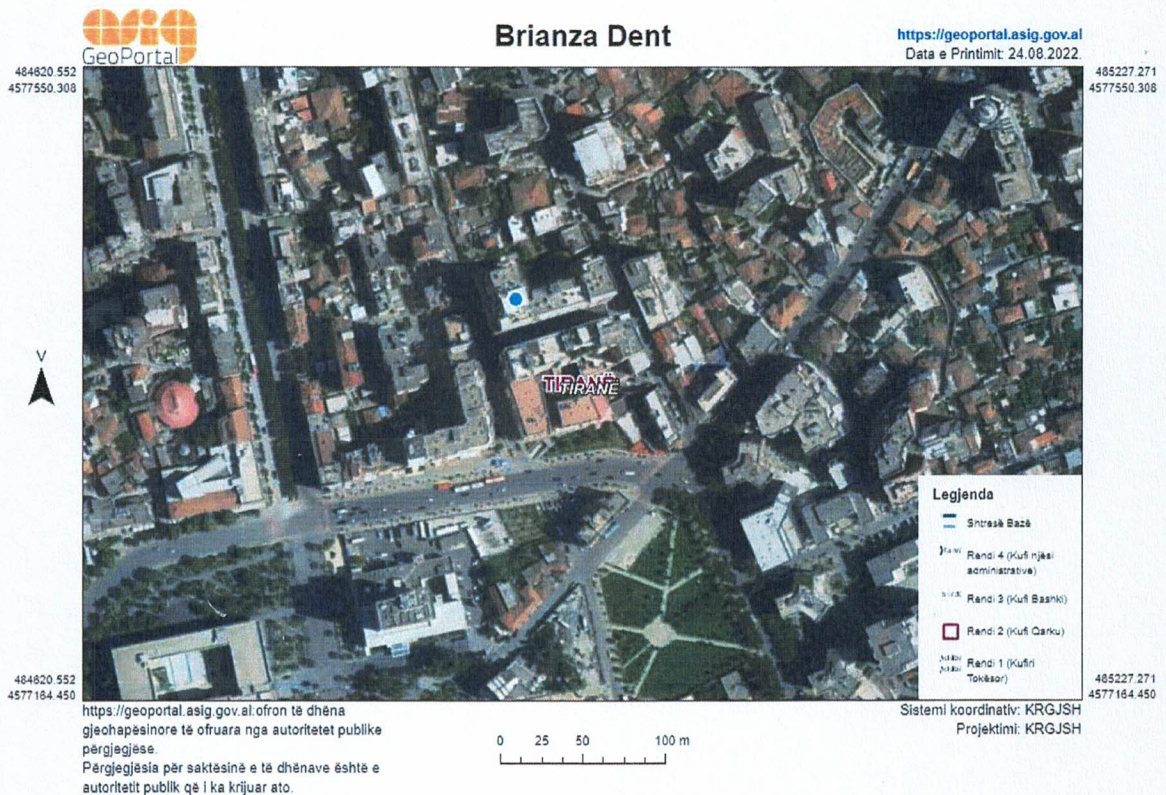 asig
GeoPortal
Brianza Dent
https://geoportal.asig.gov.al
Data e Printimit: 24.08.2022.
484620.552
4577550.308
485227.271
4577550.308
V
TIRANË
TIRANË
Legjenda
Shtresë Bazë
Rendi 4 (Kufi njësi
administrative)
Rendi 3 (Kufi Bashki)
Rendi 2 (Kufi Qarku)
Rendi 1 (Kufiri
Tokësor)
484620.552
4577164.450
485227.271
4577164.450
https://geoportal.asig.gov.al:ofron të dhëna
gjeohapësinore të ofruara nga autoritetet publike
përgjegjëse.
Përgjegjësia për saktësinë e të dhënave është e
autoritetit publik që i ka krijuar ato.
0 25 50 100 m
Sistemi koordinativ: KRGJSH
Projektimi: KRGJSH